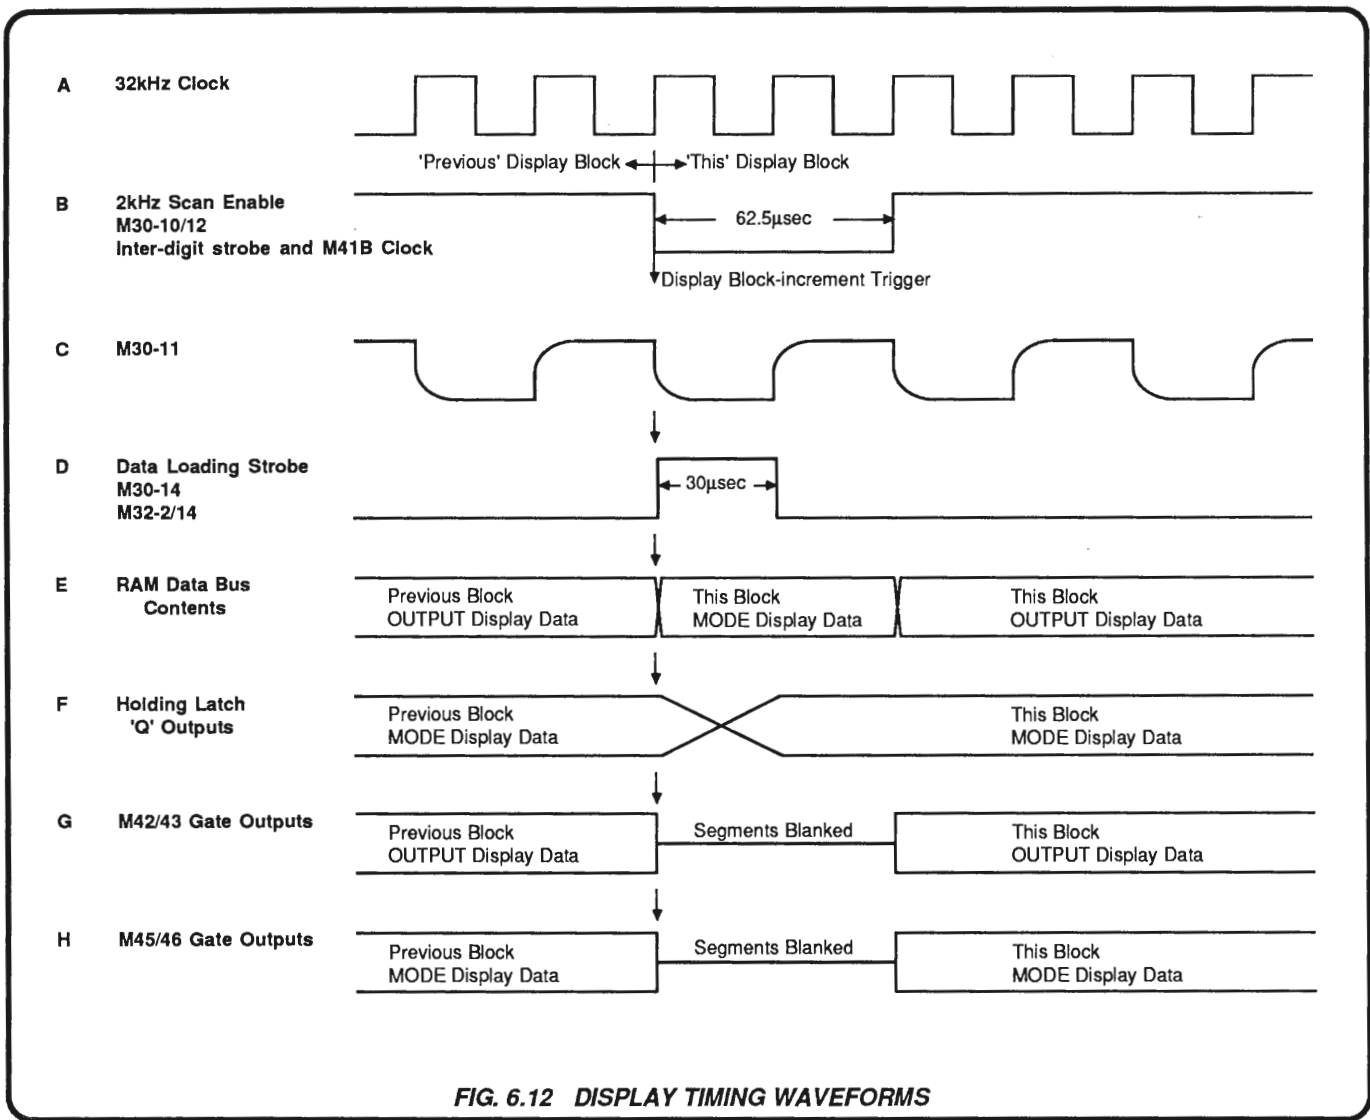 A 32kHz Clock
'Previous' Display Block 'This' Display Block
B 2kHz Scan Enable
M30-10/12
Inter-digit strobe and M41B Clock
62.5µsec
Display Block-increment Trigger
C M30-11
D Data Loading Strobe
M30-14
M32-2/14
30µsec
E RAM Data Bus
Contents
Previous Block
OUTPUT Display Data
This Block
MODE Display Data
This Block
OUTPUT Display Data
F Holding Latch
'Q' Outputs
Previous Block
MODE Display Data
This Block
MODE Display Data
G M42/43 Gate Outputs
Previous Block
OUTPUT Display Data
Segments Blanked
This Block
OUTPUT Display Data
H M45/46 Gate Outputs
Previous Block
MODE Display Data
Segments Blanked
This Block
MODE Display Data
FIG. 6.12 DISPLAY TIMING WAVEFORMS